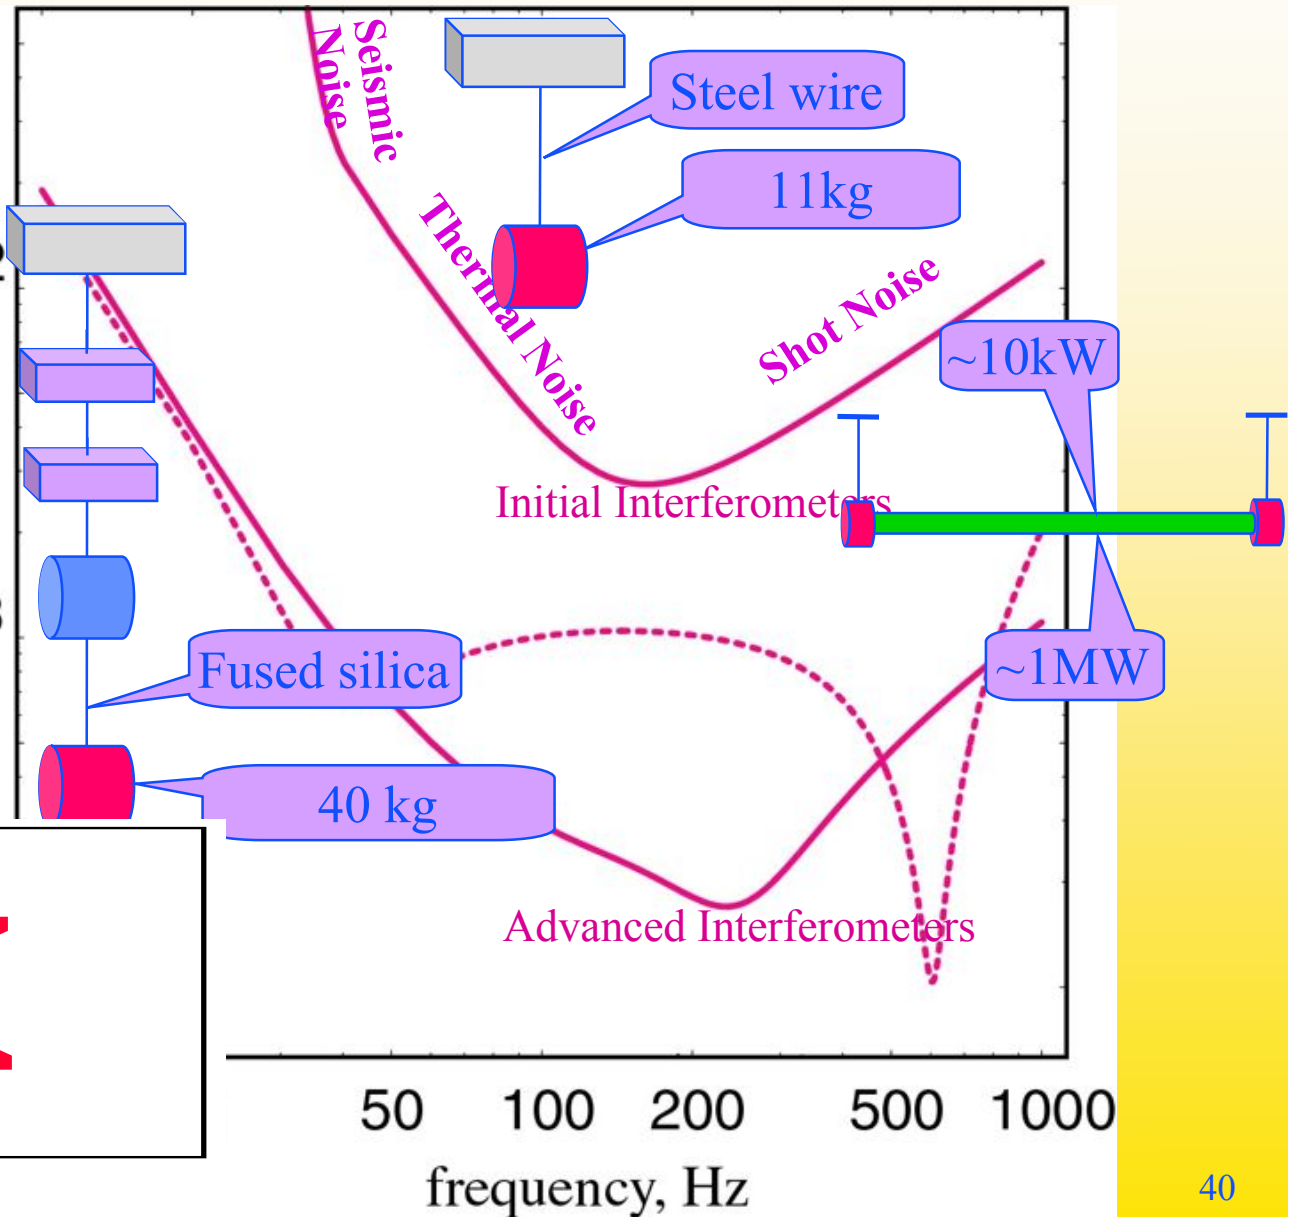 Seismic
Noise
Steel wire
11kg
Thermal Noise
Shot Noise
~10kW
Initial Interferometers
Fused silica
~1MW
40 kg
Advanced Interferometers
50 100 200 500 1000
frequency, Hz
40